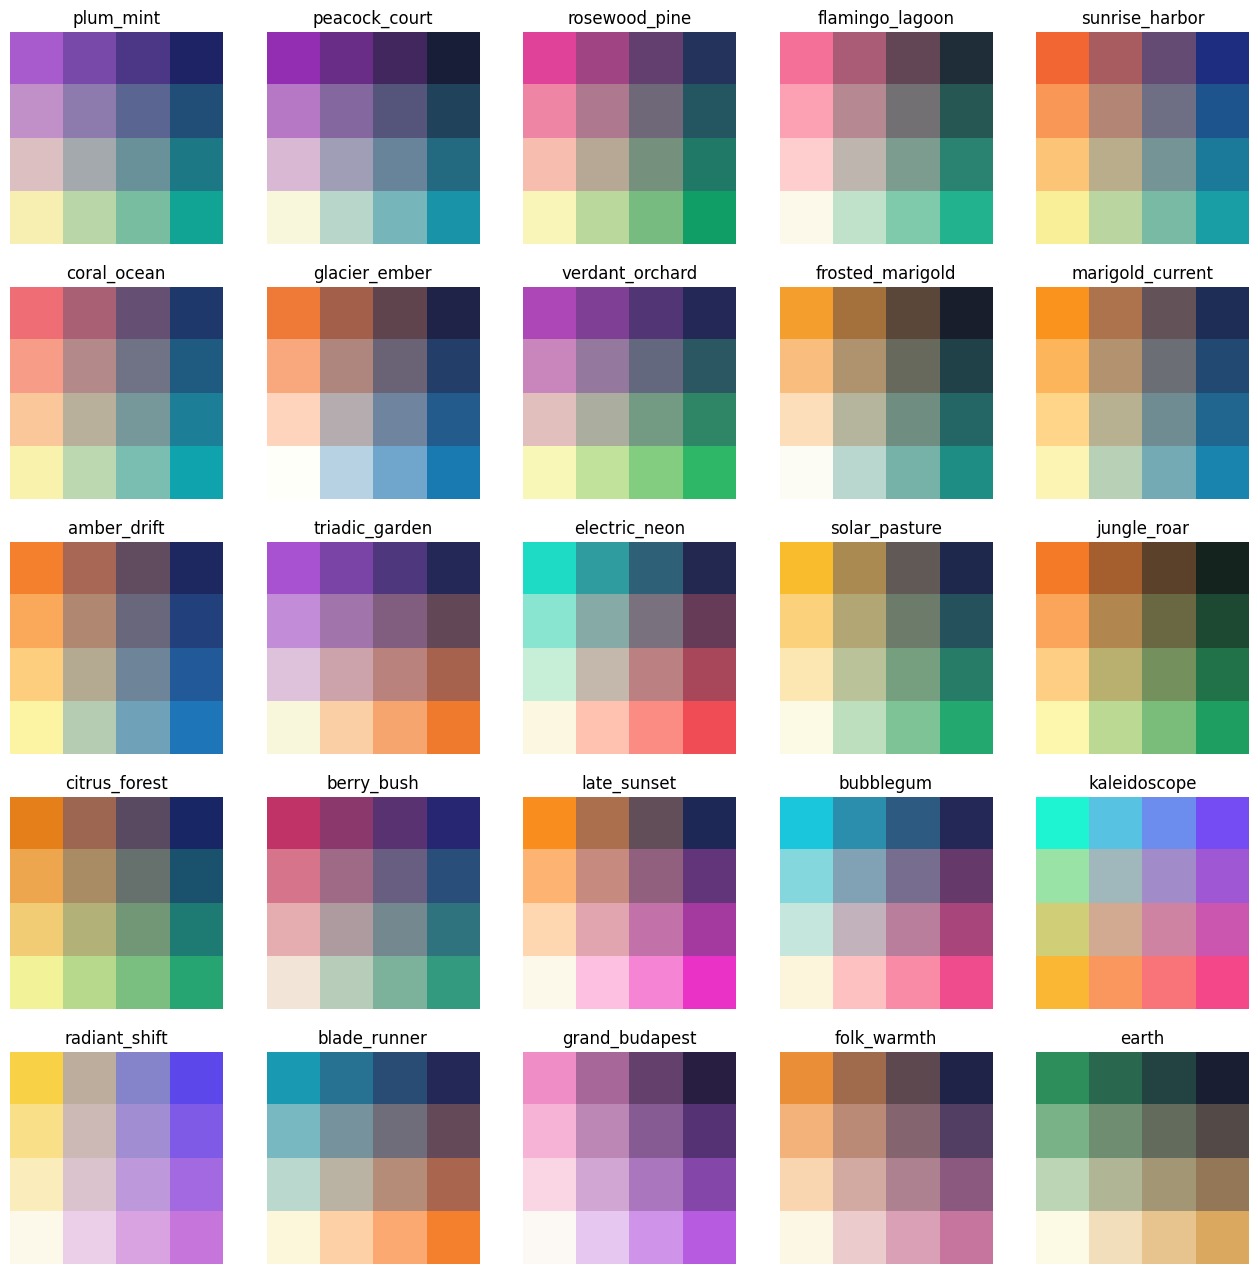 plum_mint
peacock_court
rosewood_pine
flamingo_lagoon
sunrise_harbor
coral_ocean
glacier_ember
verdant_orchard
frosted_marigold
marigold_current
amber_drift
triadic_garden
electric_neon
solar_pasture
jungle_roar
citrus_forest
berry_bush
late_sunset
bubblegum
kaleidoscope
radiant_shift
blade_runner
grand_budapest
folk_warmth
earth